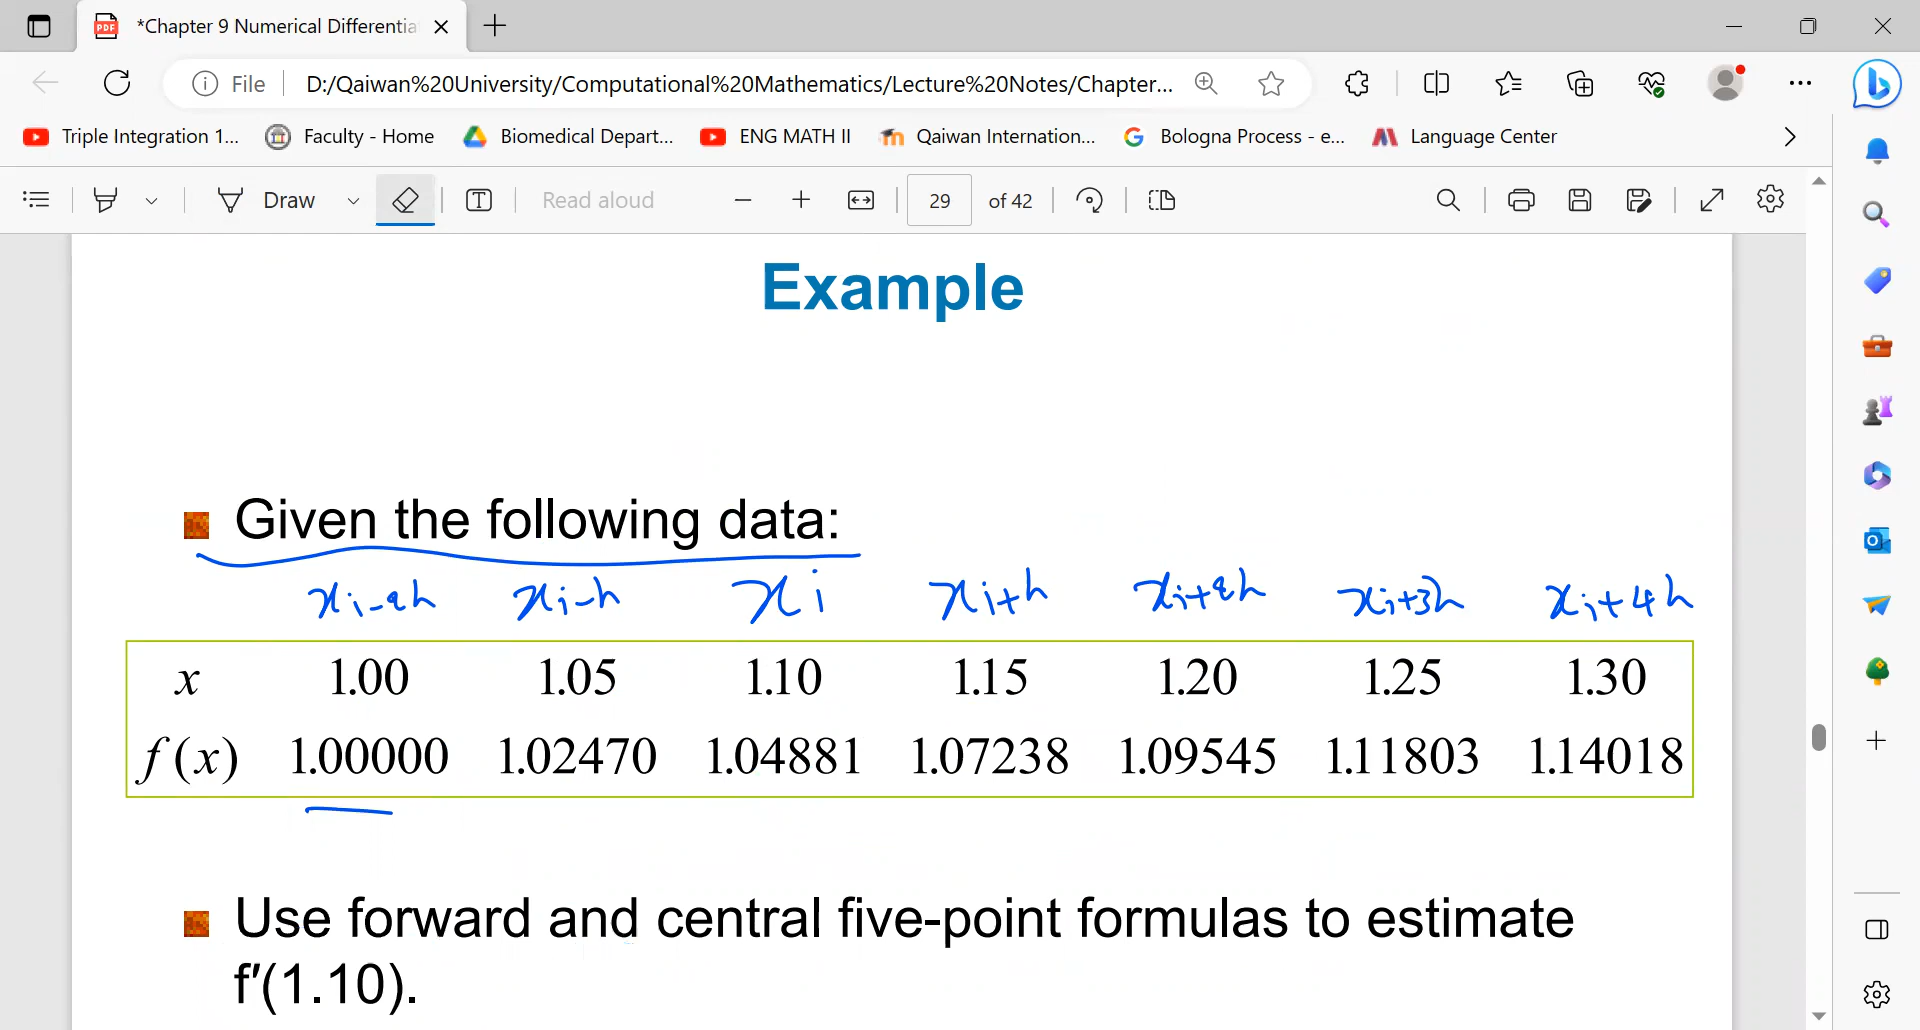 *Chapter 9 Numerical Differentia
File
D:/Qaiwan%20University/Computational%20Mathematics/Lecture%20Notes/Chapter...
Triple Integration 1...
Faculty - Home
Biomedical Depart...
ENG MATH II
Qaiwan Internation...
Bologna Process - e...
Language Center
Draw
Read aloud
29 of 42
Example
Given the following data:
xi-2h xi-h xi xi+h xi+2h xi+3h xi+4h
x 1.00 1.05 1.10 1.15 1.20 1.25 1.30
f(x) 1.00000 1.02470 1.04881 1.07238 1.09545 1.11803 1.14018
Use forward and central five-point formulas to estimate
f′(1.10).